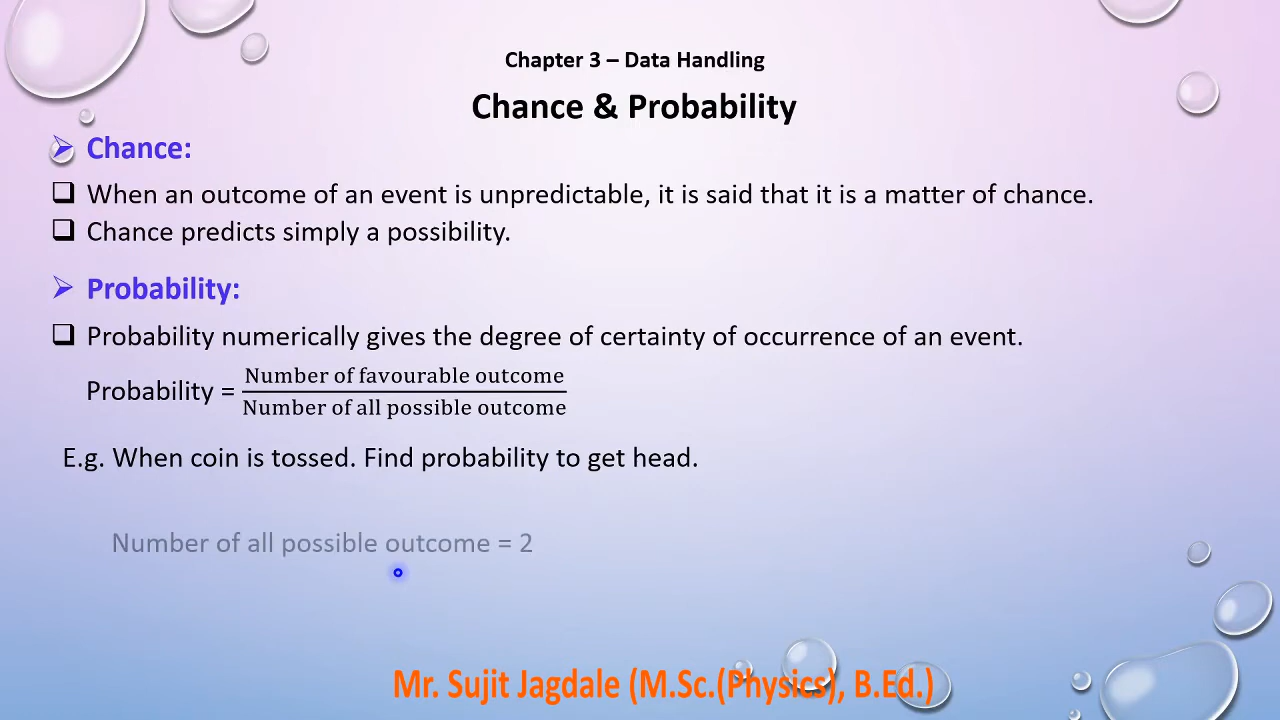 Chapter 3 – Data Handling
Chance & Probability
Chance:
When an outcome of an event is unpredictable, it is said that it is a matter of chance.
Chance predicts simply a possibility.
Probability:
Probability numerically gives the degree of certainty of occurrence of an event.
Probability = Number of favourable outcome
Number of all possible outcome
E.g. When coin is tossed. Find probability to get head.
Number of all possible outcome = 2
Mr. Sujit Jagdale (M.Sc.(Physics), B.Ed.)